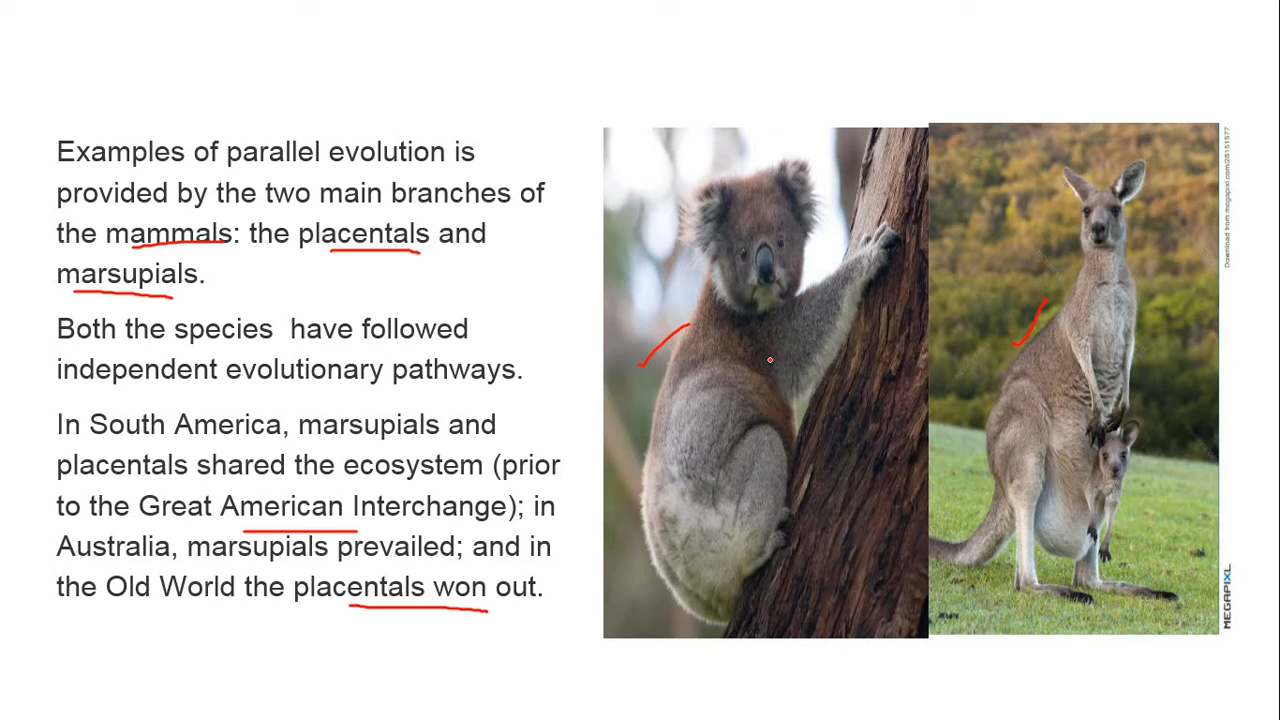 Examples of parallel evolution is
provided by the two main branches of
the mammals: the placentals and
marsupials.
Both the species  have followed
independent evolutionary pathways.
In South America, marsupials and
placentals shared the ecosystem (prior
to the Great American Interchange); in
Australia, marsupials prevailed; and in
the Old World the placentals won out.
MEGAPIXL